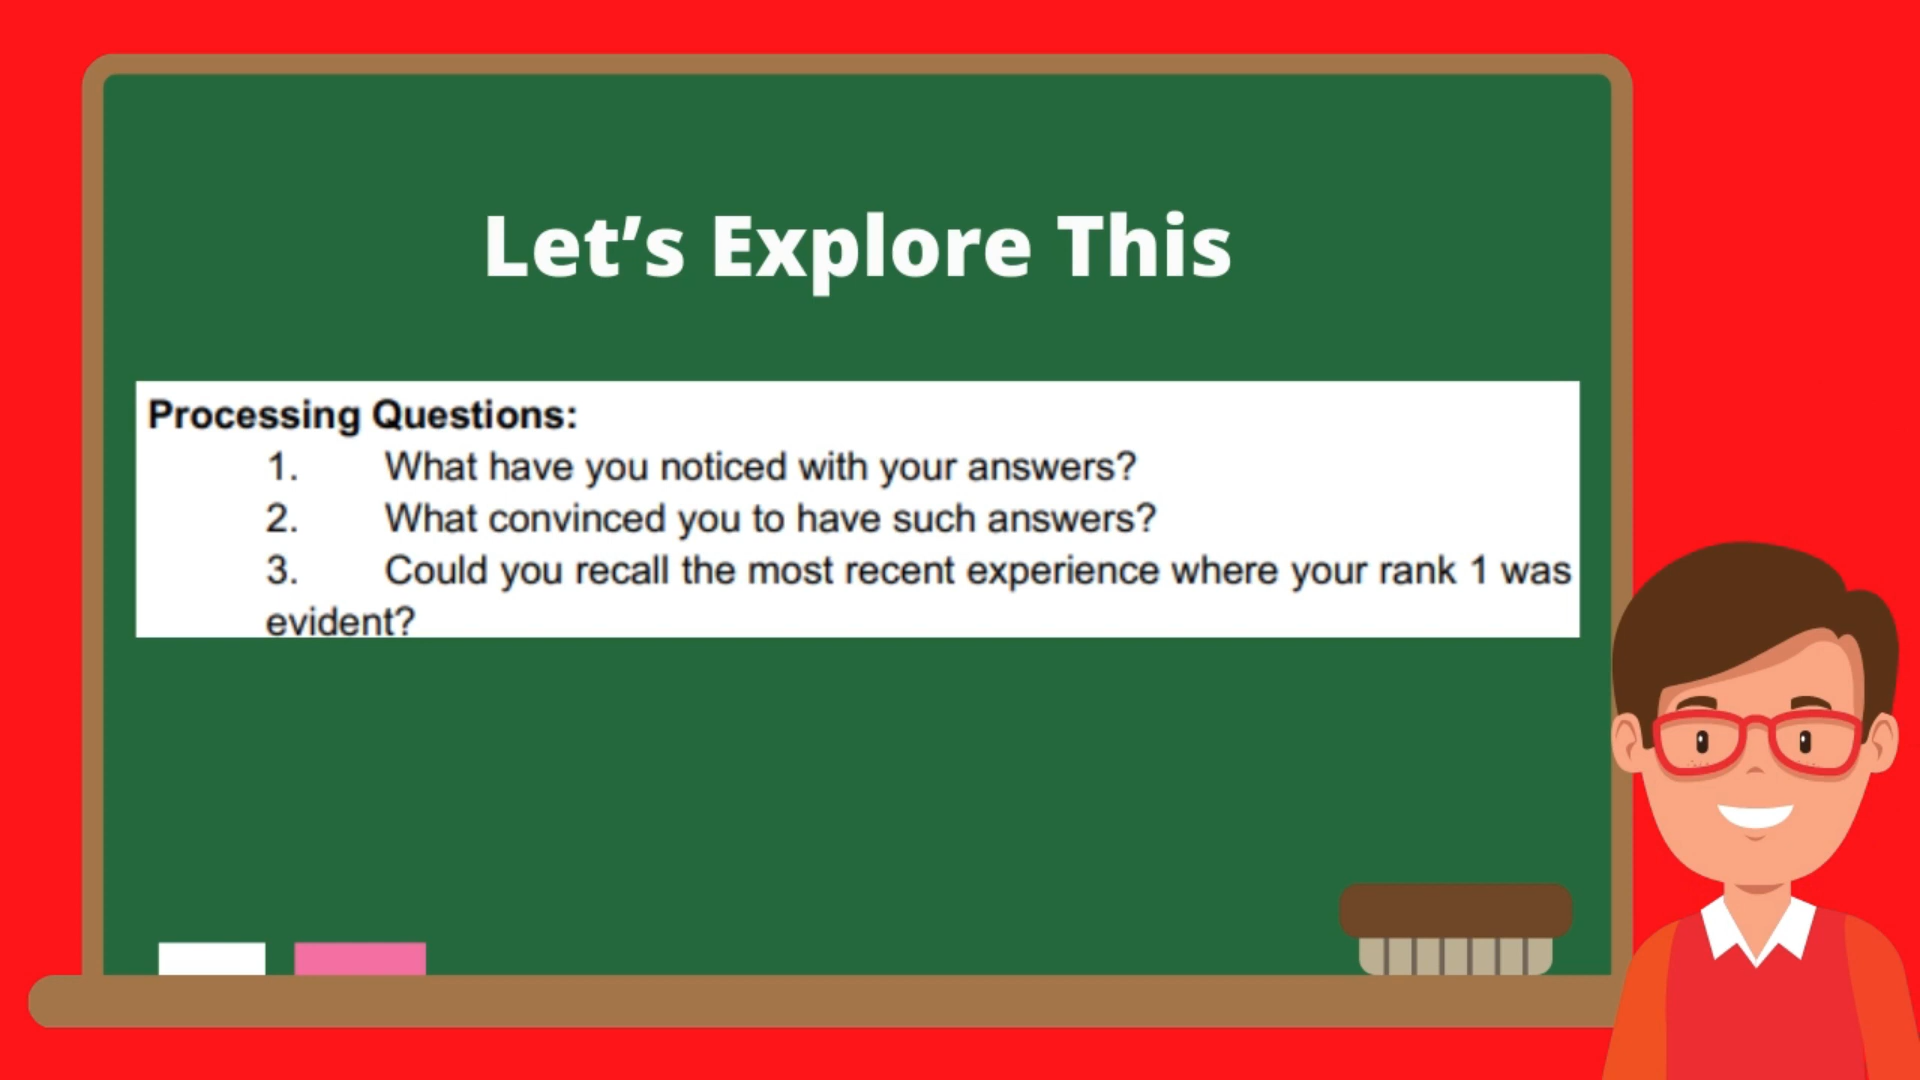 Let’s Explore This
Processing Questions:
1. What have you noticed with your answers?
2. What convinced you to have such answers?
3. Could you recall the most recent experience where your rank 1 was
evident?